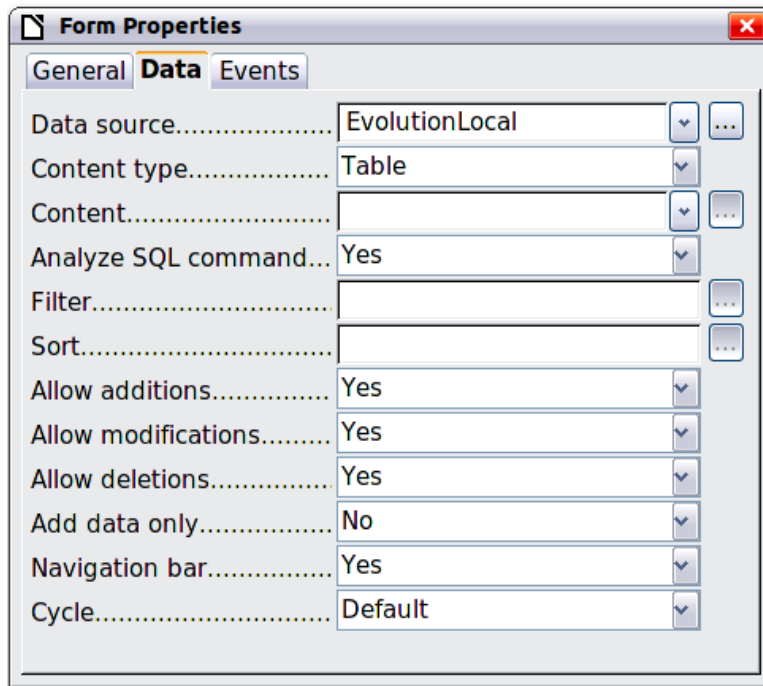 Form Properties
General Data Events
Data source..................... EvolutionLocal ...
Content type................... Table
Content........................... ...
Analyze SQL command... Yes
Filter................................ ...
Sort................................. ...
Allow additions............... Yes
Allow modifications......... Yes
Allow deletions................ Yes
Add data only.................. No
Navigation bar................. Yes
Cycle............................... Default